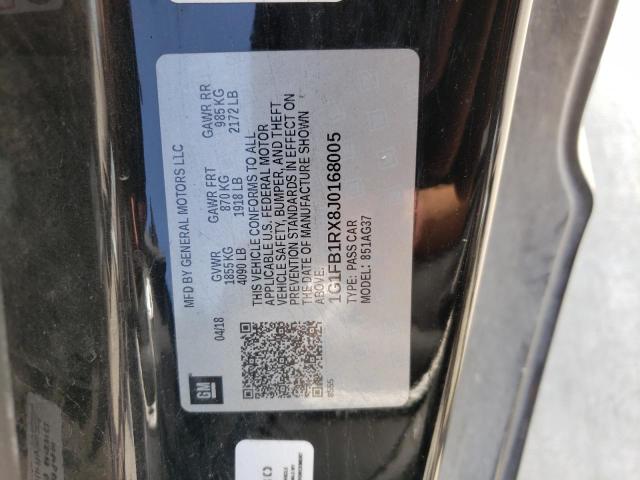 MFD BY GENERAL MOTORS LLC
04/18
GVWR
1855 KG
4090 LB
GAWR FRT
870 KG
1918 LB
GAWR RR
985 KG
2172 LB
THIS VEHICLE CONFORMS TO ALL
APPLICABLE U.S. FEDERAL MOTOR
VEHICLE SAFETY, BUMPER, AND THEFT
PREVENTION STANDARDS IN EFFECT ON
THE DATE OF MANUFACTURE SHOWN
ABOVE.
1G1FB1RX8J0168005
TYPE: PASS CAR
MODEL: 851AG37
GM
8595